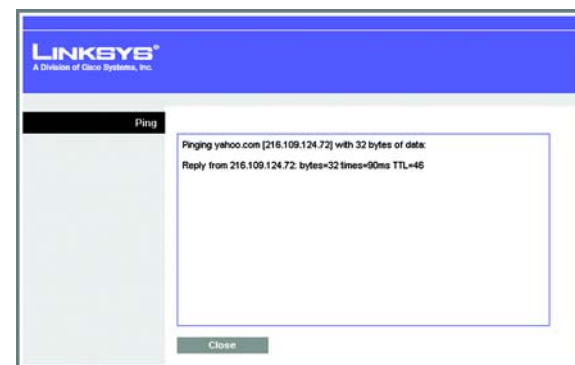 LINKSYS®
A Division of Cisco Systems, Inc.
Ping
Pinging yahoo.com [216.109.124.72] with 32 bytes of data:
Reply from 216.109.124.72: bytes=32 times=90ms TTL=46
Close